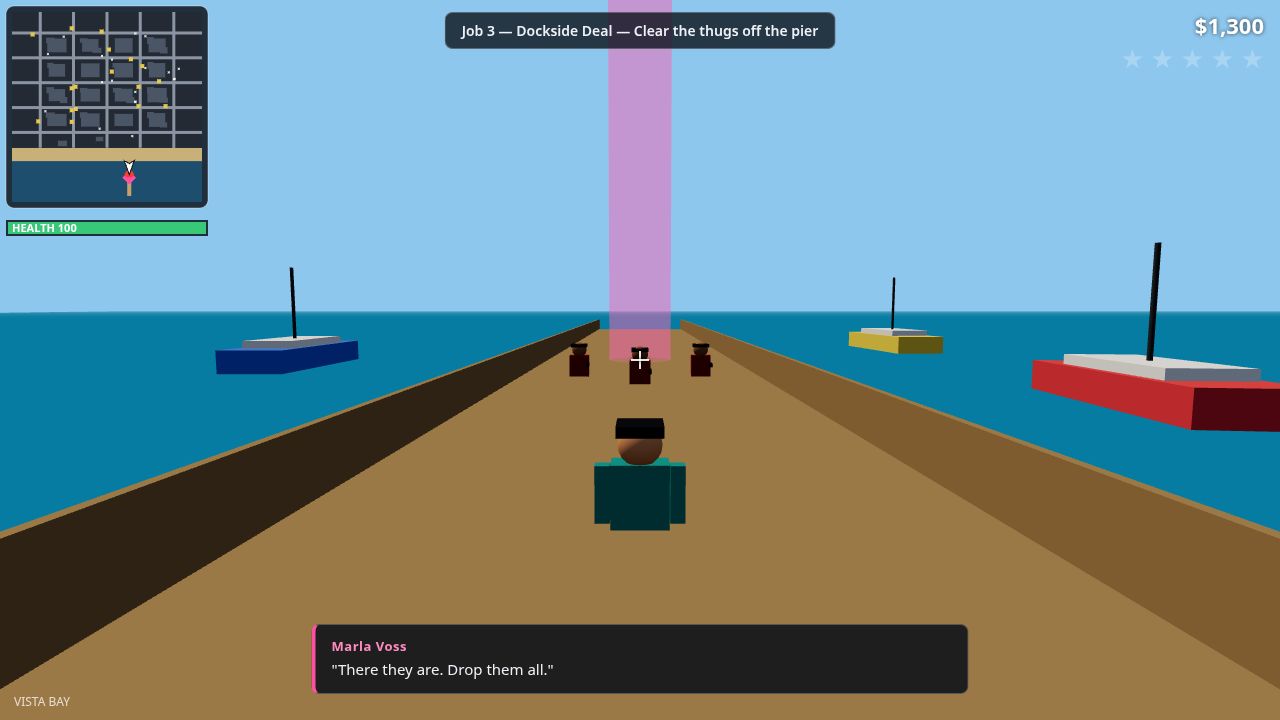 Job 3 — Dockside Deal — Clear the thugs off the pier
$1,300
HEALTH 100
Marla Voss
"There they are. Drop them all."
VISTA BAY